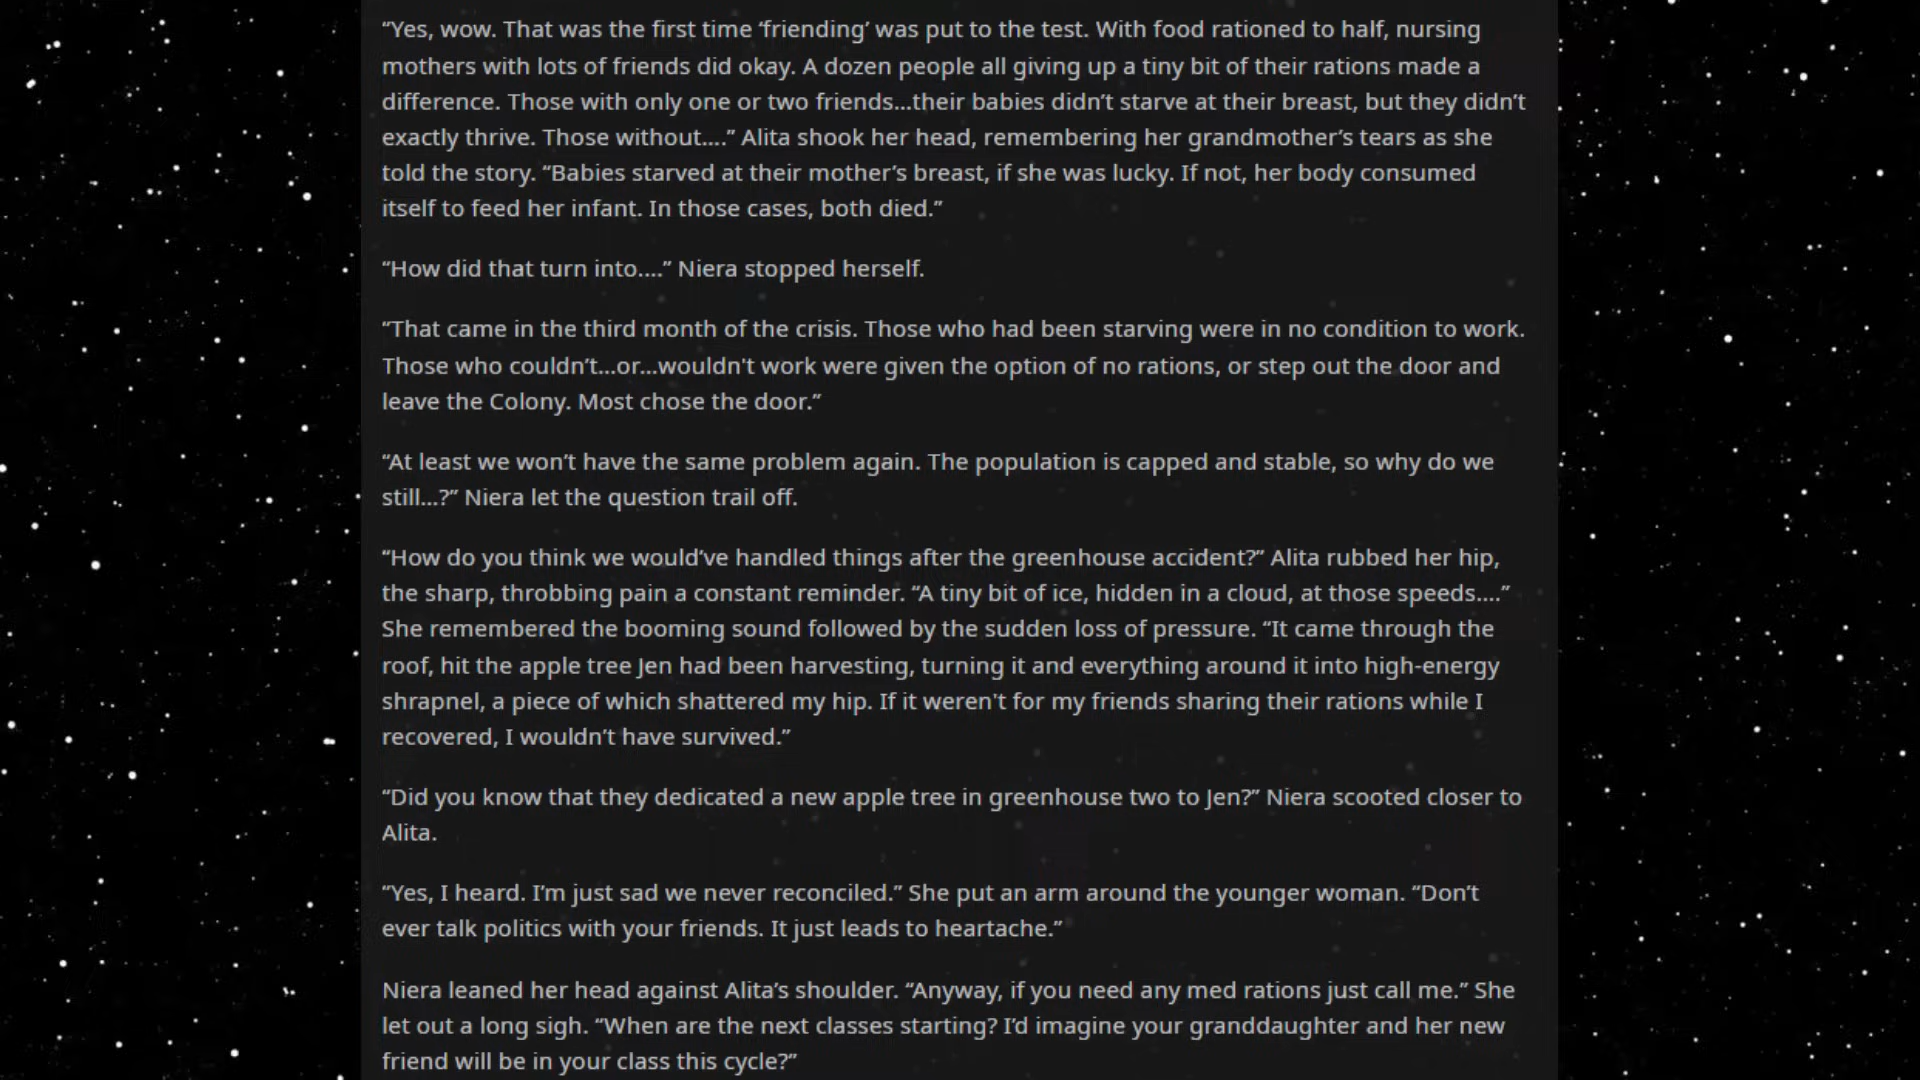 “Yes, wow. That was the first time ‘friending’ was put to the test. With food rationed to half, nursing
mothers with lots of friends did okay. A dozen people all giving up a tiny bit of their rations made a
difference. Those with only one or two friends...their babies didn’t starve at their breast, but they didn’t
exactly thrive. Those without....” Alita shook her head, remembering her grandmother’s tears as she
told the story. “Babies starved at their mother’s breast, if she was lucky. If not, her body consumed
itself to feed her infant. In those cases, both died.”
“How did that turn into....” Niera stopped herself.
“That came in the third month of the crisis. Those who had been starving were in no condition to work.
Those who couldn’t...or...wouldn't work were given the option of no rations, or step out the door and
leave the Colony. Most chose the door.”
“At least we won’t have the same problem again. The population is capped and stable, so why do we
still...?” Niera let the question trail off.
“How do you think we would’ve handled things after the greenhouse accident?” Alita rubbed her hip,
the sharp, throbbing pain a constant reminder. “A tiny bit of ice, hidden in a cloud, at those speeds....”
She remembered the booming sound followed by the sudden loss of pressure. “It came through the
roof, hit the apple tree Jen had been harvesting, turning it and everything around it into high-energy
shrapnel, a piece of which shattered my hip. If it weren't for my friends sharing their rations while I
recovered, I wouldn’t have survived.”
“Did you know that they dedicated a new apple tree in greenhouse two to Jen?” Niera scooted closer to
Alita.
“Yes, I heard. I’m just sad we never reconciled.” She put an arm around the younger woman. “Don’t
ever talk politics with your friends. It just leads to heartache.”
Niera leaned her head against Alita’s shoulder. “Anyway, if you need any med rations just call me.” She
let out a long sigh. “When are the next classes starting? I’d imagine your granddaughter and her new
friend will be in your class this cycle?”